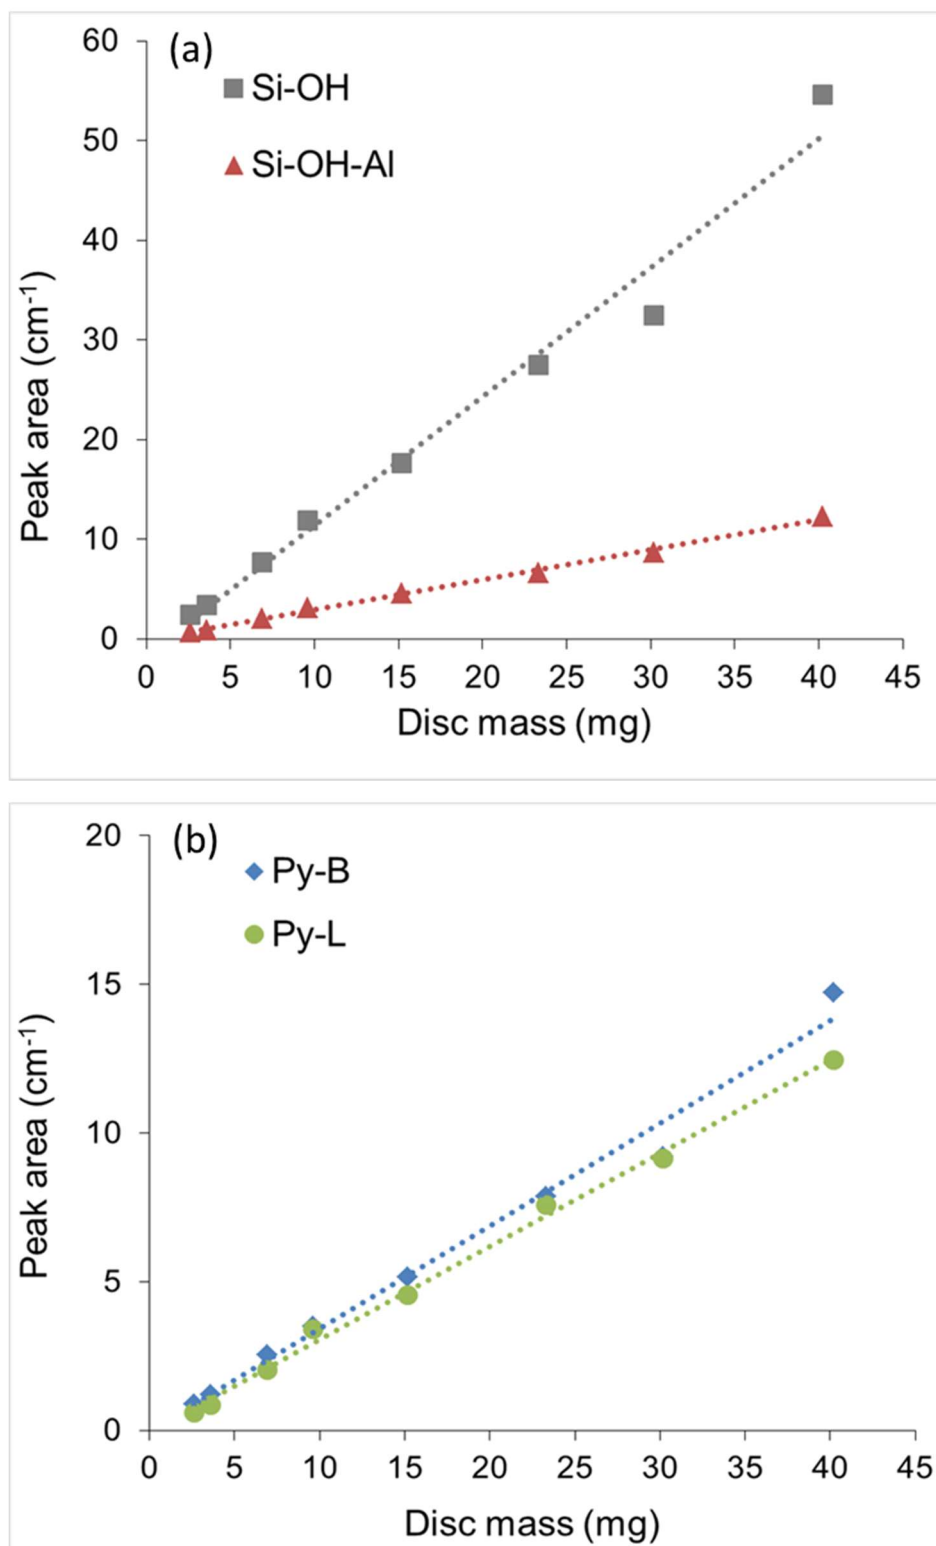 (a)
Si-OH
Si-OH-Al
60
50
40
30
20
10
0
Peak area (cm⁻¹)
0 5 10 15 20 25 30 35 40 45
Disc mass (mg)
(b)
Py-B
Py-L
20
15
10
5
0
Peak area (cm⁻¹)
0 5 10 15 20 25 30 35 40 45
Disc mass (mg)